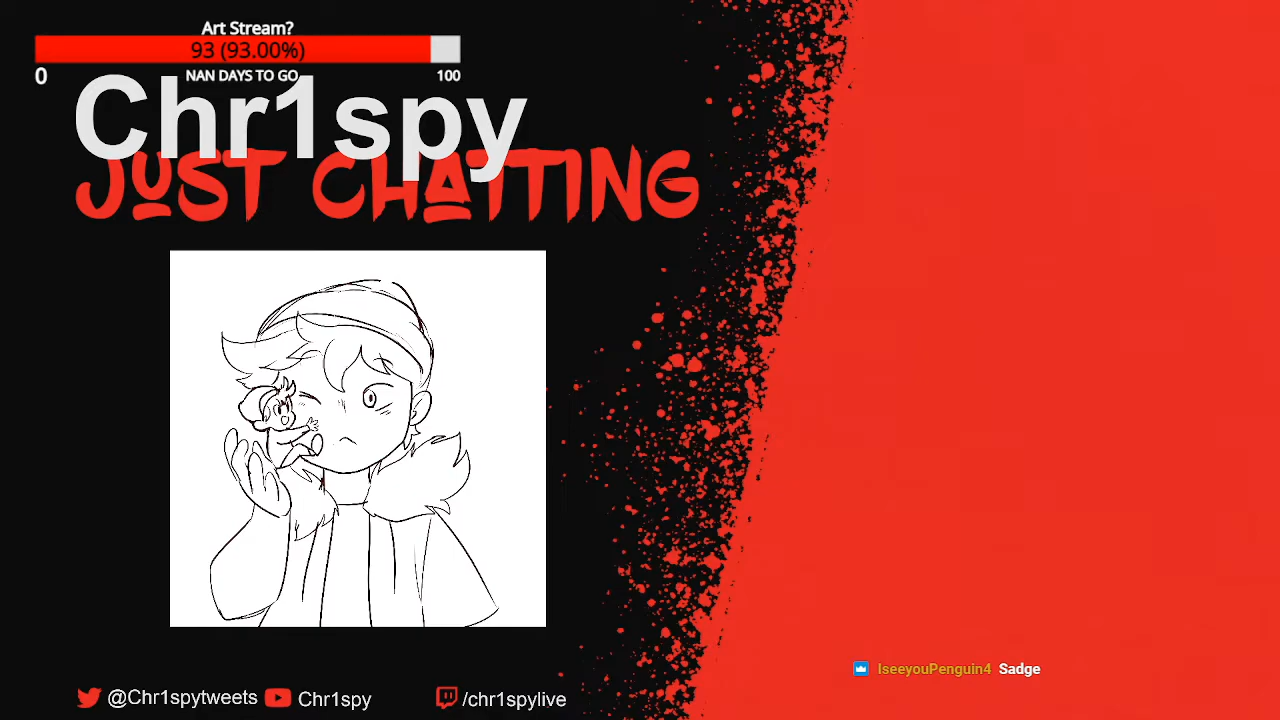 Art Stream?
93 (93.00%)
0 NAN DAYS TO GO 100
Chr1spy
JUST CHATTING
IseeyouPenguin4 Sadge
@Chr1spytweets Chr1spy /chr1spylive